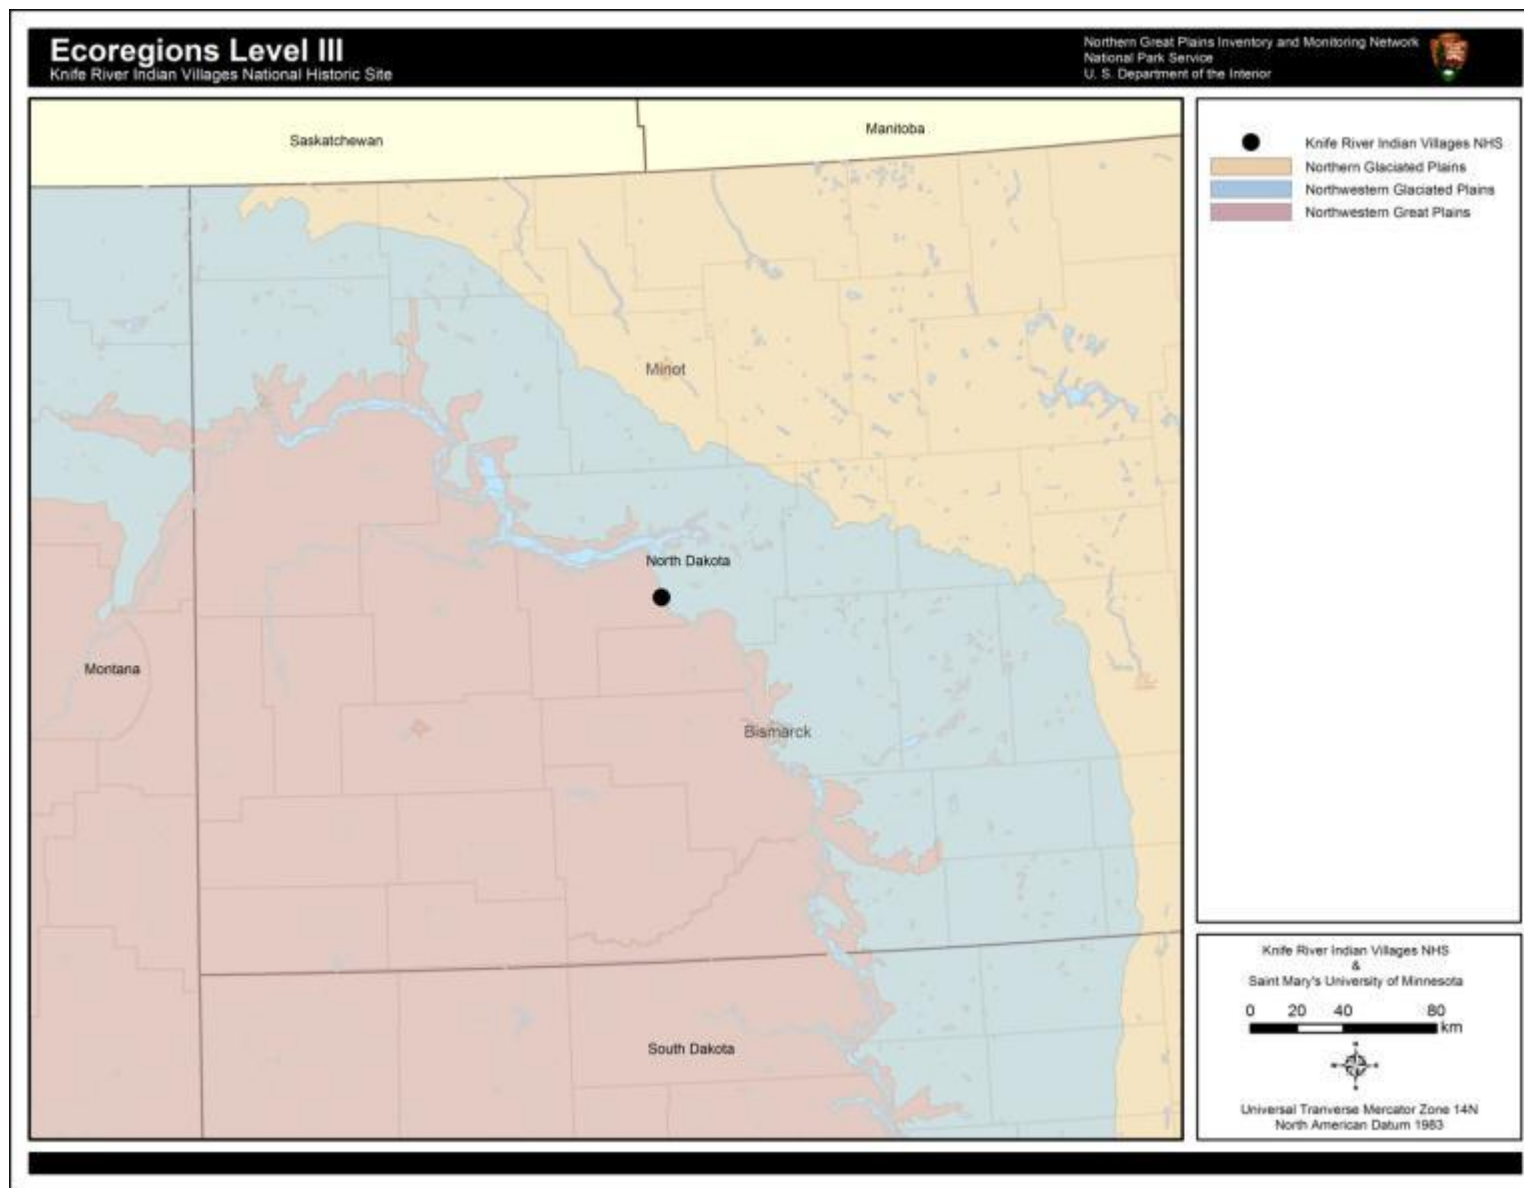 Ecoregions Level III
Knife River Indian Villages National Historic Site
Northern Great Plains Inventory and Monitoring Network
National Park Service
U. S. Department of the Interior
Saskatchewan
Manitoba
Minot
North Dakota
Montana
Bismarck
South Dakota
Knife River Indian Villages NHS
Northern Glaciated Plains
Northwestern Glaciated Plains
Northwestern Great Plains
Knife River Indian Villages NHS
&
Saint Mary's University of Minnesota
0 20 40 80
km
Universal Tranverse Mercator Zone 14N
North American Datum 1983